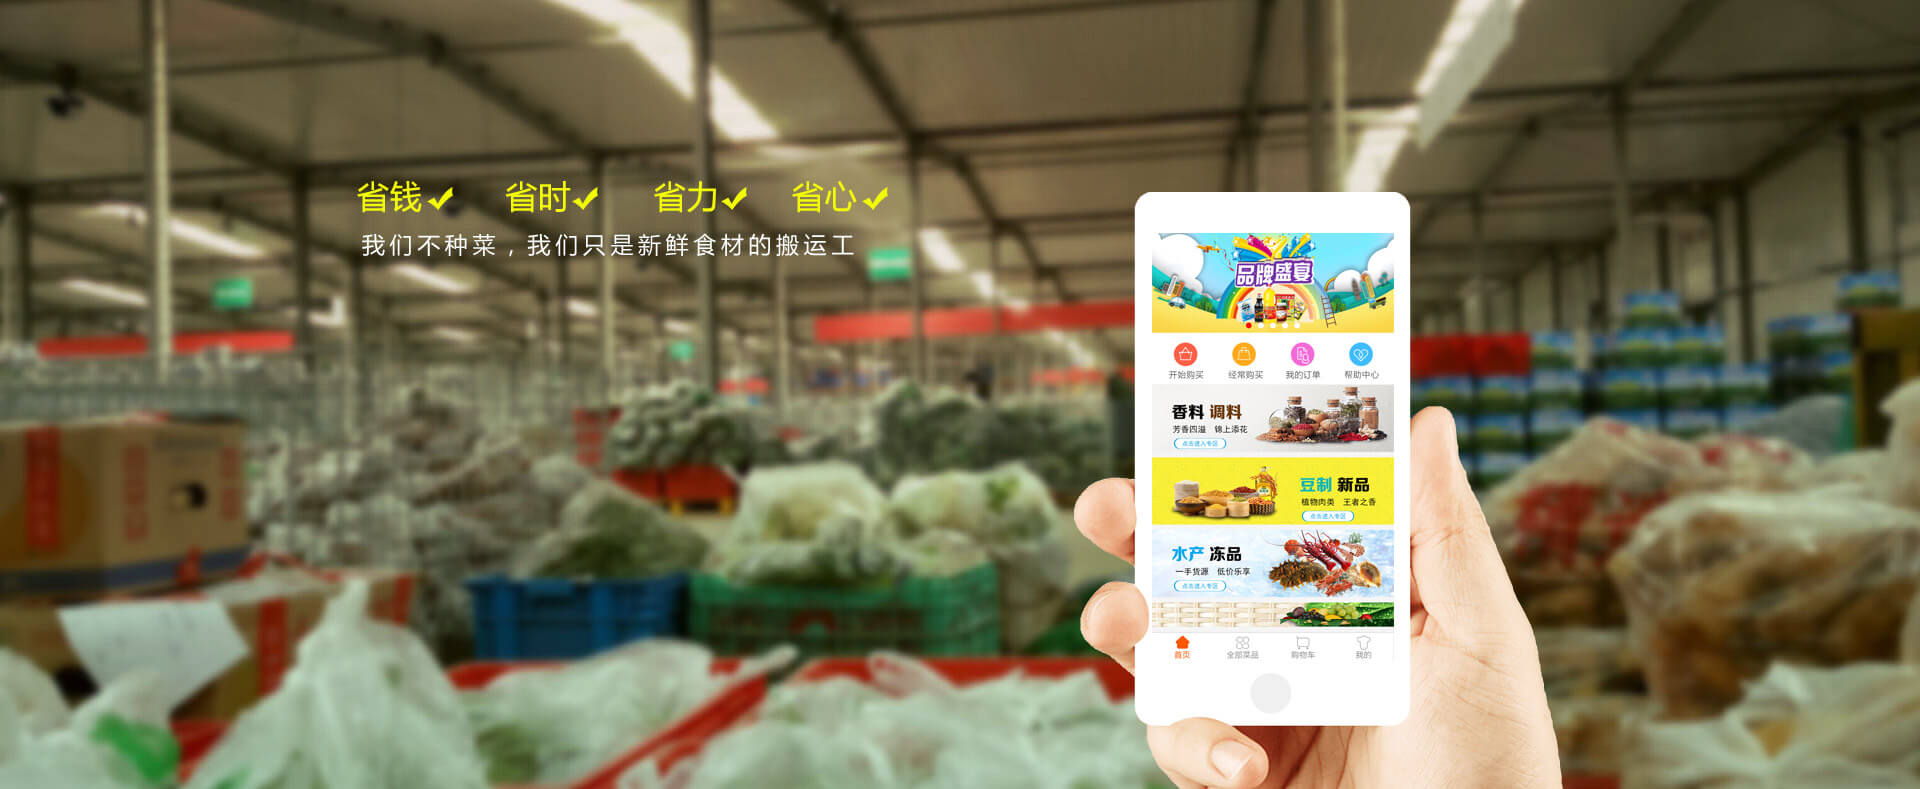 省钱 省时 省力 省心
我们不种菜，我们只是新鲜食材的搬运工
品牌盛宴
开始购买 经常购买 我的订单 帮助中心
香料 调料
芳香四溢 锦上添花
点击进入专区
豆制 新品
植物肉类 王者之香
点击进入专区
水产 冻品
一手货源 低价乐享
点击进入专区
首页 全部菜品 购物车 我的